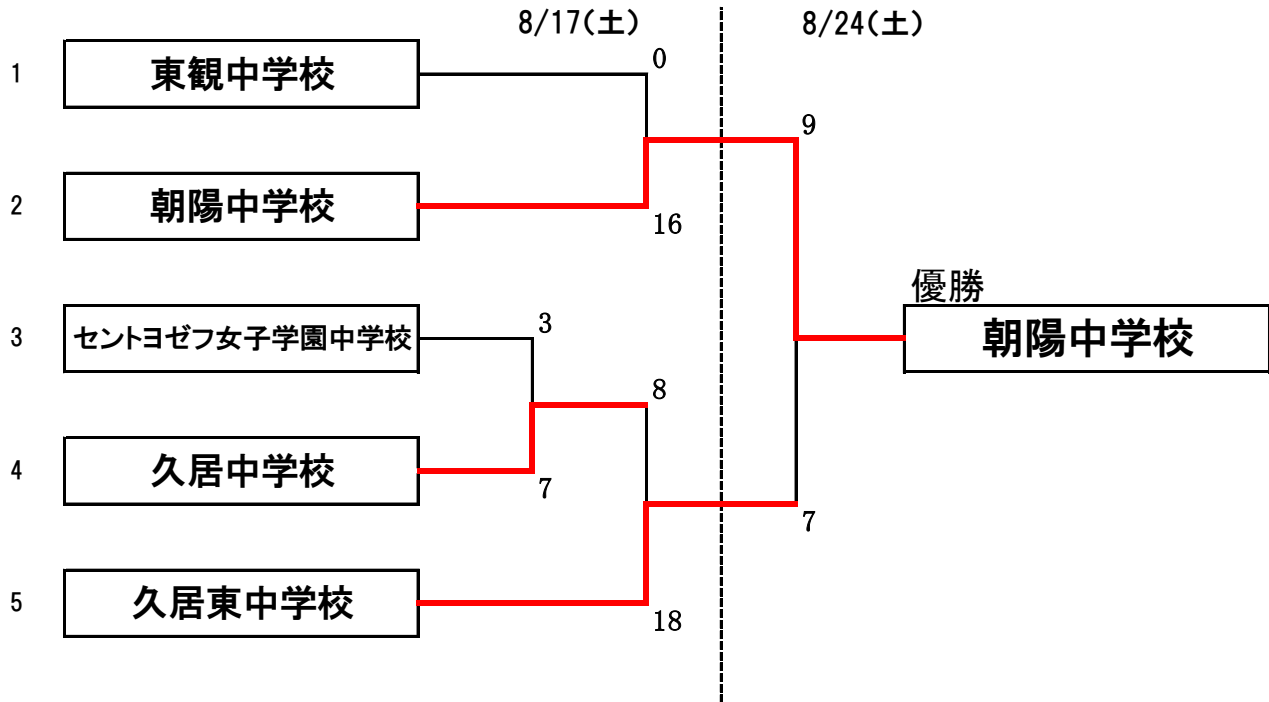 8/17(土)
8/24(土)
1
東観中学校
0
9
2
朝陽中学校
16
優勝
朝陽中学校
3
セントヨゼフ女子学園中学校
3
8
4
久居中学校
7
7
5
久居東中学校
18